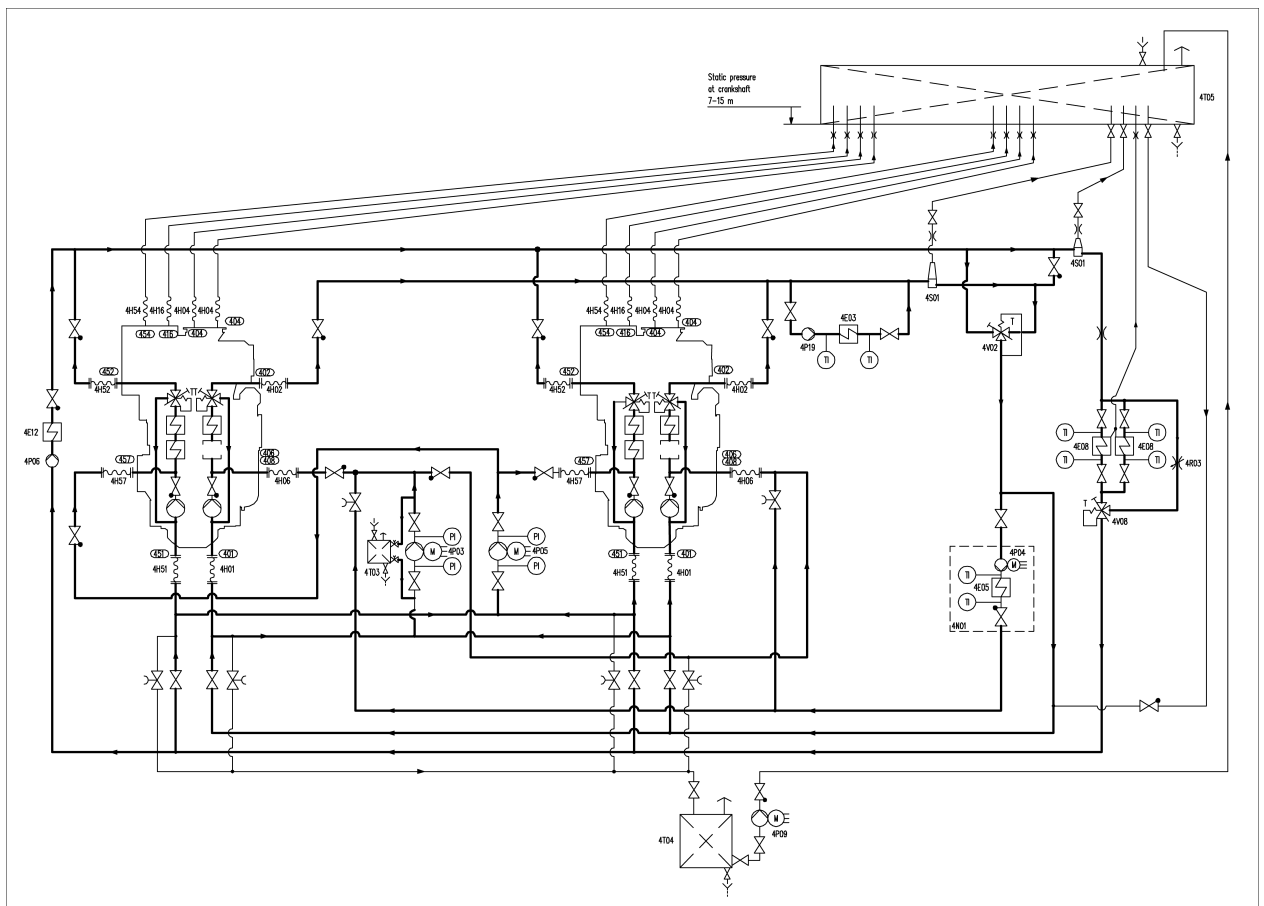 Static pressure
at crankshaft
7-15 m
4T05
4S01
4S01
4H54
4H16
4H04
4H04
454
416
404
404
4H54
4H16
4H04
4H04
454
416
404
404
4P19
4E03
TI
TI
T
4V02
452
4H52
402
4H02
TT
452
4H52
402
4H02
TT
4E12
4P06
TI
4E08
TI
4E08
TI
TI
4R03
457
4H57
406
408
4H06
457
4H57
406
408
4H06
T
4V08
PI
M
4P03
PI
PI
M
4P05
PI
4T03
451
4H51
401
4H01
451
4H51
401
4H01
4P04
M
TI
4E05
TI
4N01
4T04
M
4P09